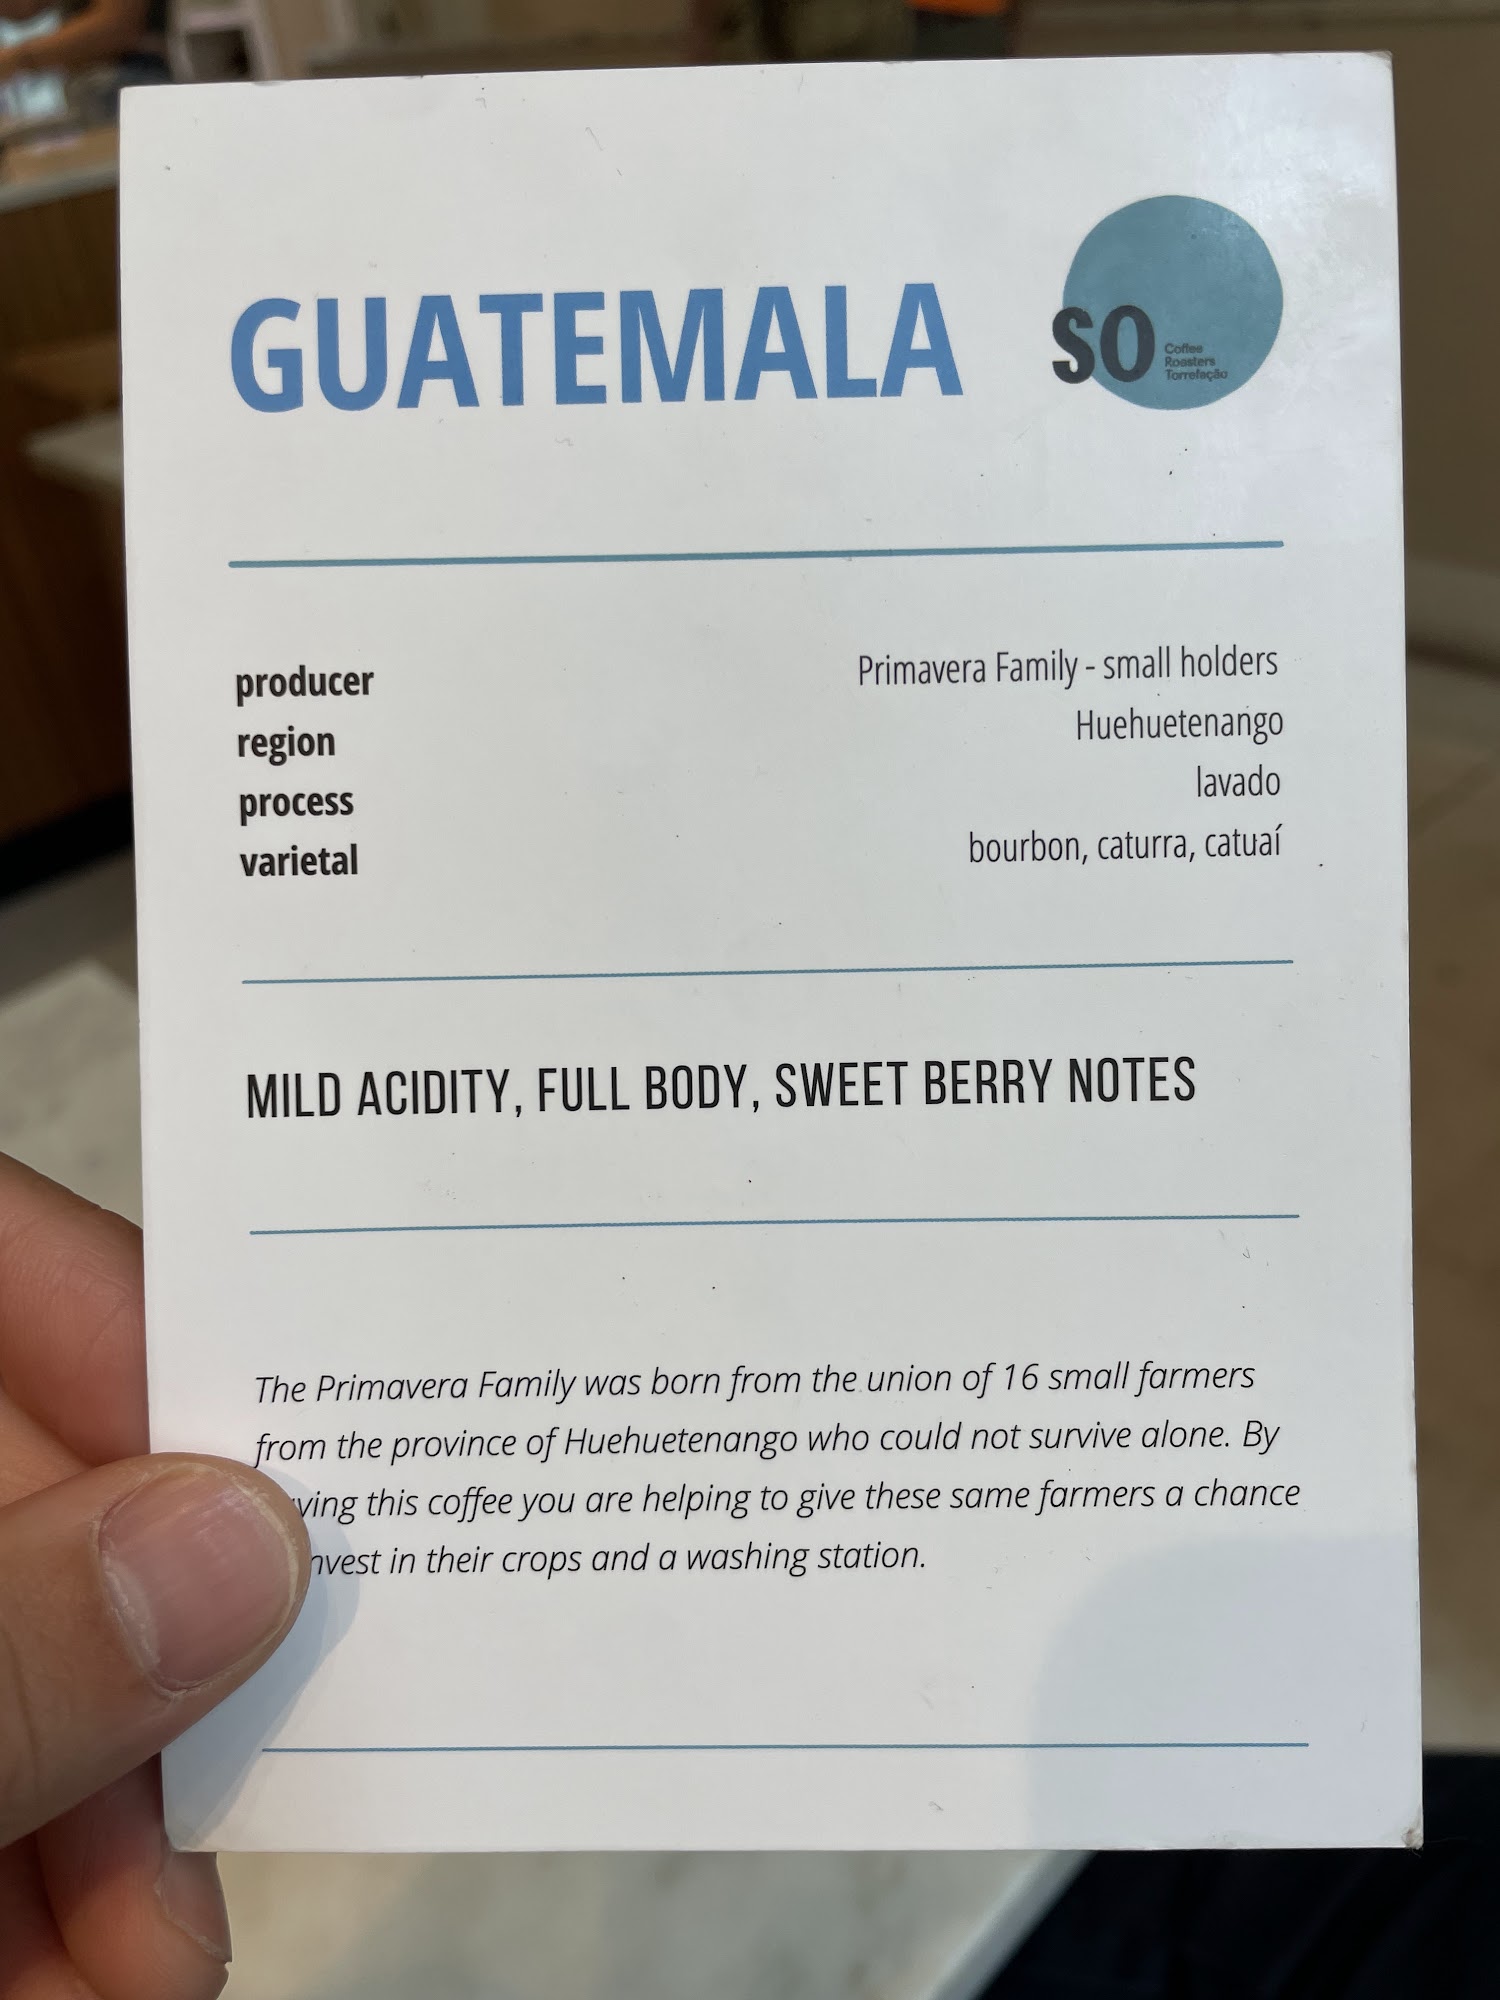 GUATEMALA
SO
Coffee
Roasters
Torrefação
producer Primavera Family - small holders
region Huehuetenango
process lavado
varietal bourbon, caturra, catuaí
MILD ACIDITY, FULL BODY, SWEET BERRY NOTES
The Primavera Family was born from the union of 16 small farmers
from the province of Huehuetenango who could not survive alone. By
this coffee you are helping to give these same farmers a chance
in their crops and a washing station.